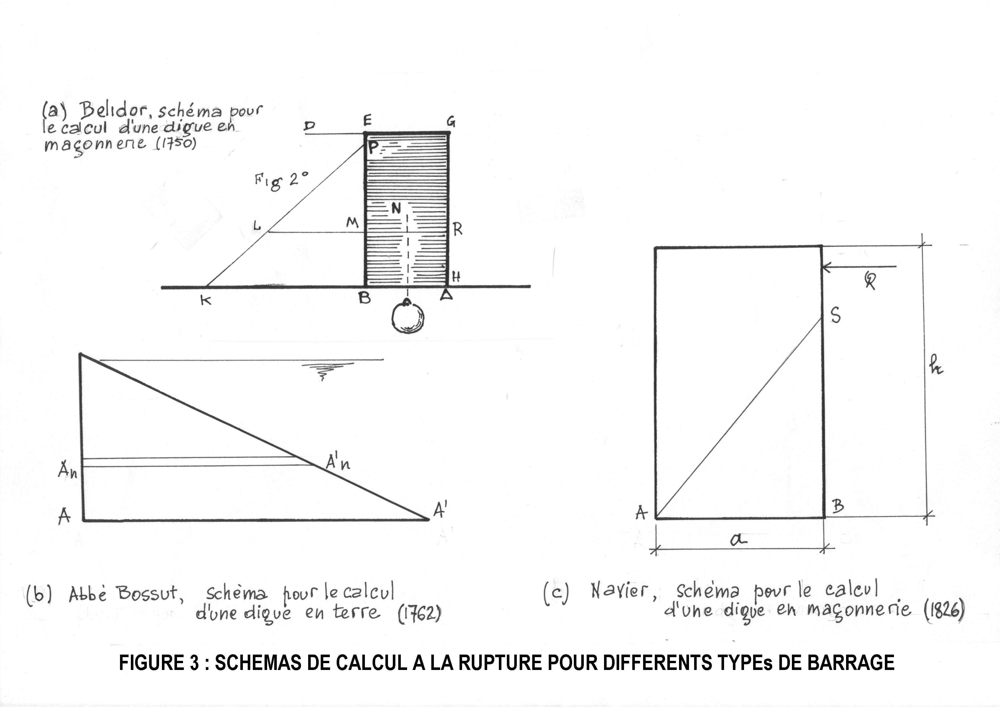 (a) Belidor, schéma pour
le calcul d'une digue en
maçonnerie (1750)
D
E
G
P
Fig 2°
N
L
M
R
H
K
B
A
An
A'n
A
A'
Q
S
h
A
B
a
(b) Abbé Bossut, schéma pour le calcul
d'une digue en terre (1762)
(c) Navier, schéma pour le calcul
d'une digue en maçonnerie (1826)
FIGURE 3 : SCHEMAS DE CALCUL A LA RUPTURE POUR DIFFERENTS TYPEs DE BARRAGE